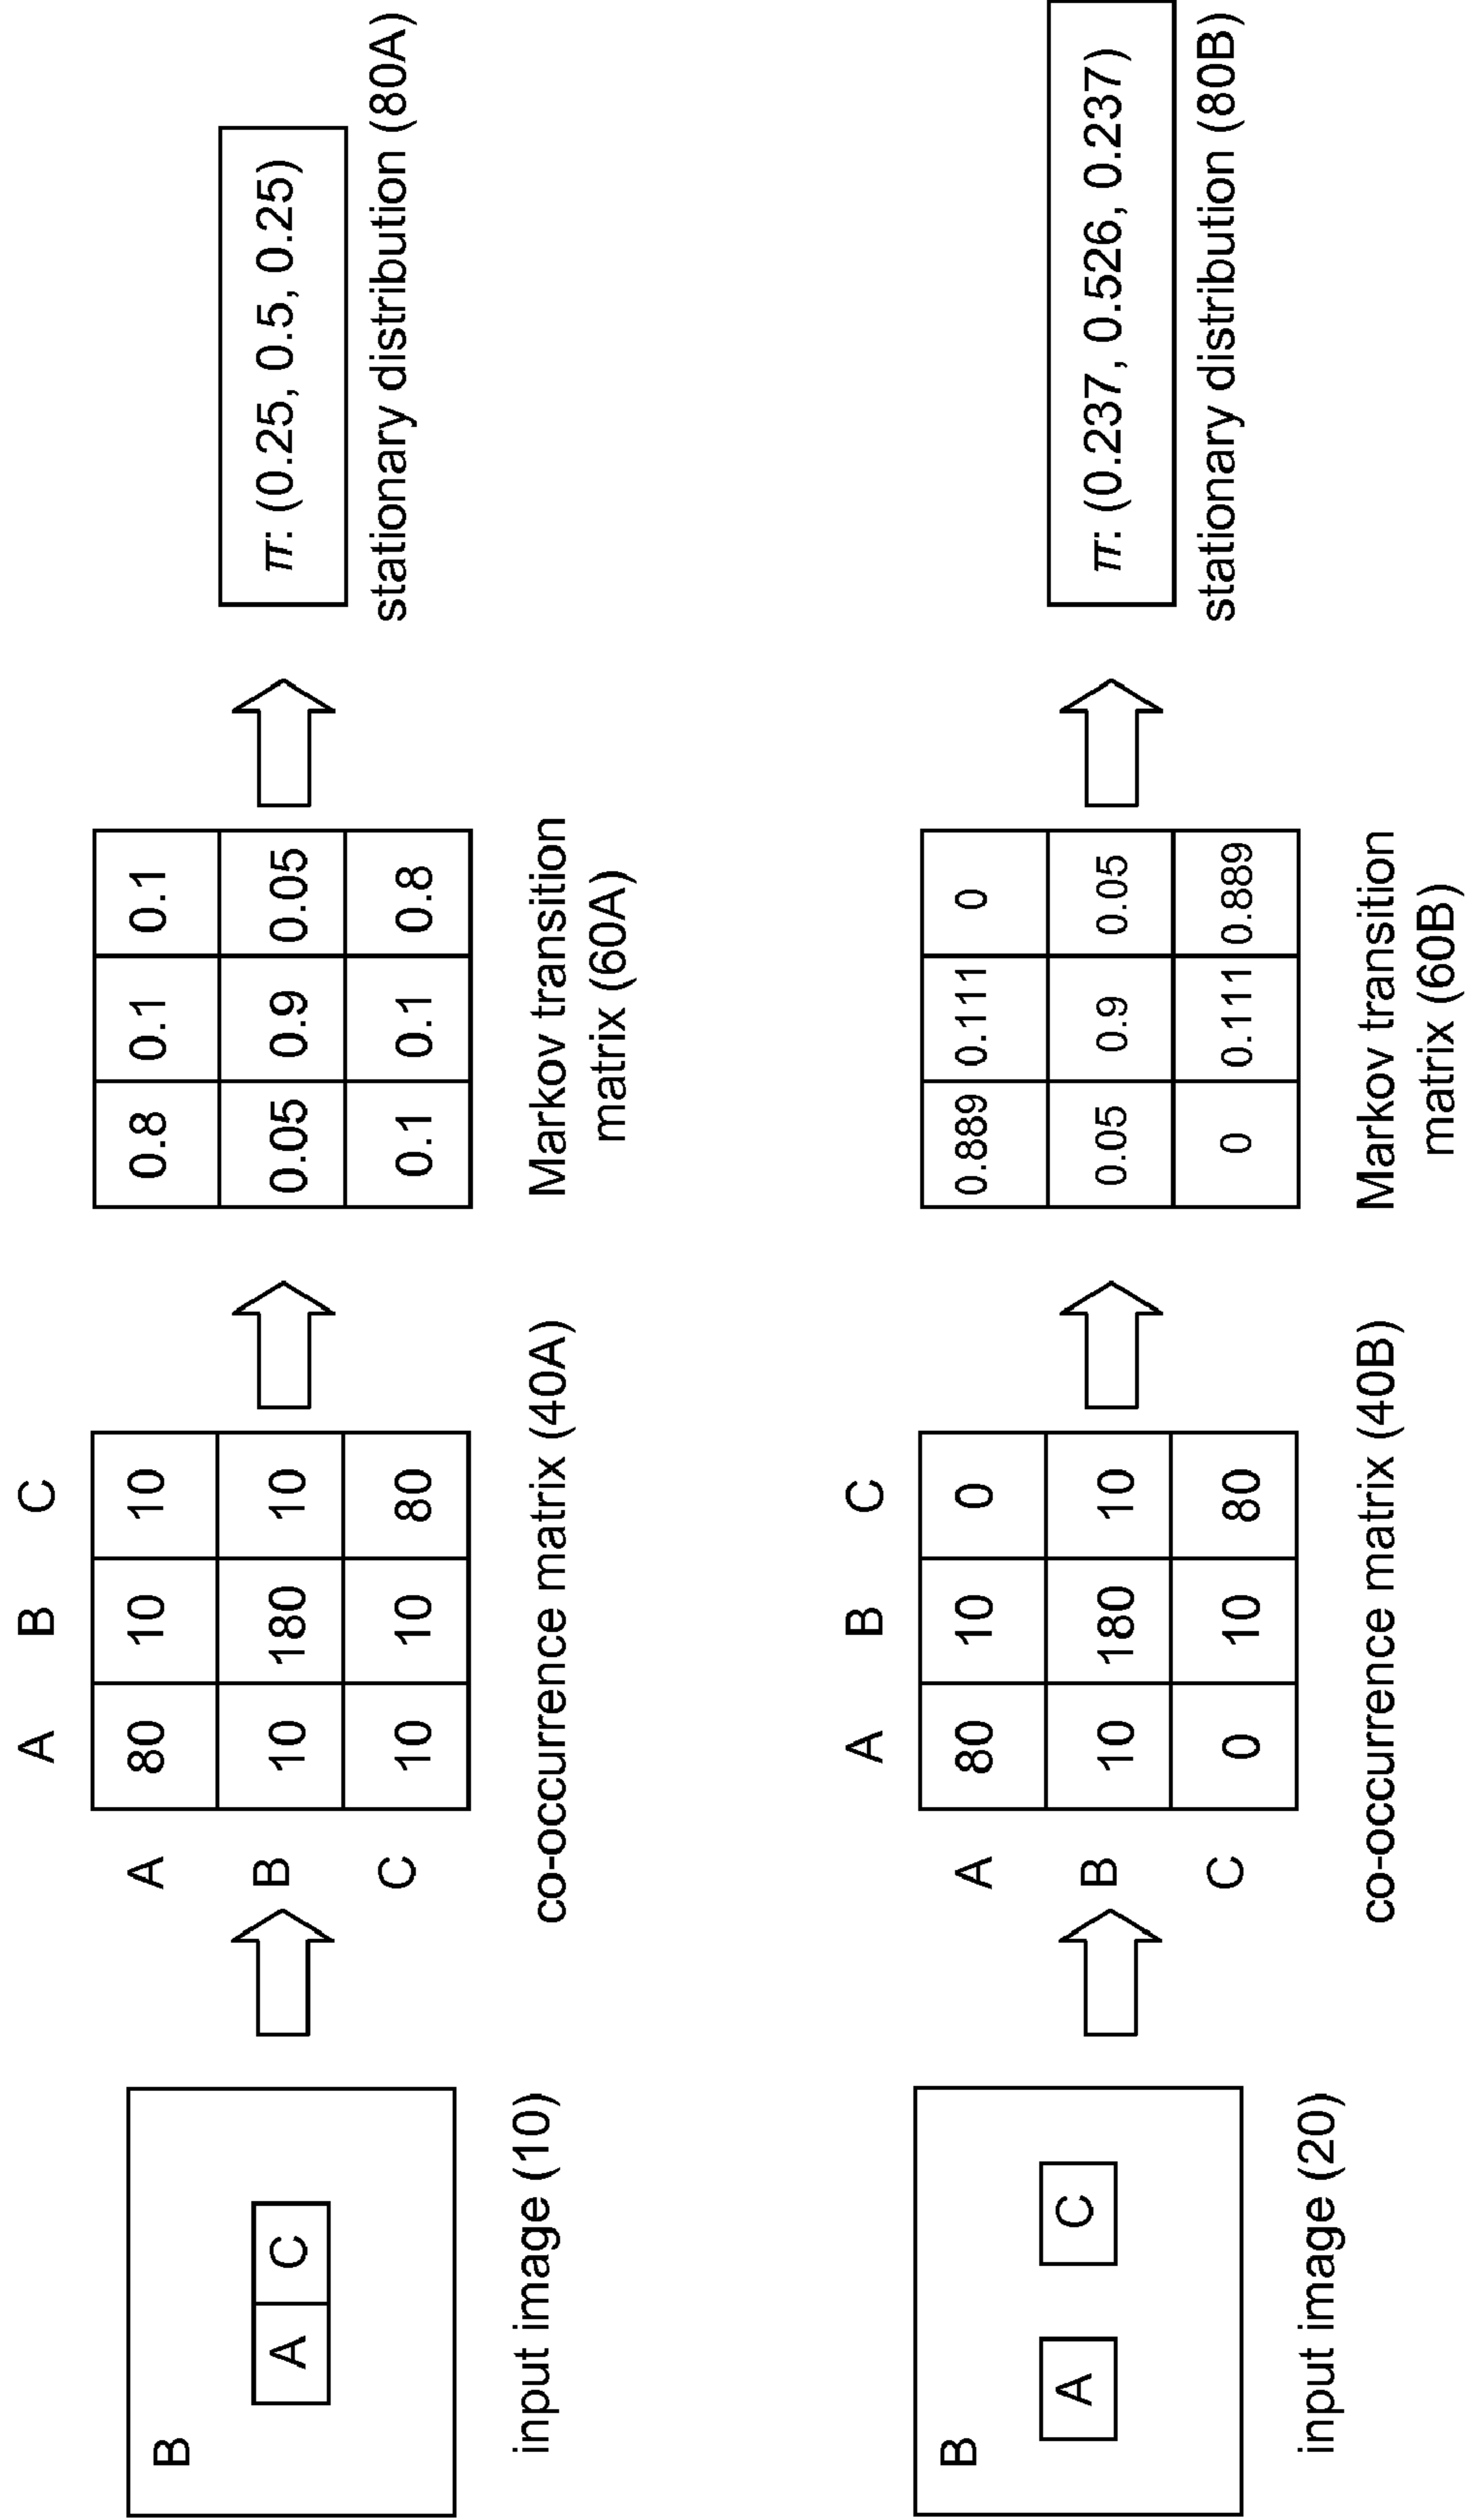 B
A C
input image (10)
A B C
A 80 10 10
B 10 180 10
C 10 10 80
co-occurrence matrix (40A)
0.8 0.1 0.1
0.05 0.9 0.05
0.1 0.1 0.8
Markov transition
matrix (60A)
π: (0.25, 0.5, 0.25)
stationary distribution (80A)
B
A C
input image (20)
A B C
A 80 10 0
B 10 180 10
C 0 10 80
co-occurrence matrix (40B)
0.889 0.111 0
0.05 0.9 0.05
0 0.111 0.889
Markov transition
matrix (60B)
π: (0.237, 0.526, 0.237)
stationary distribution (80B)